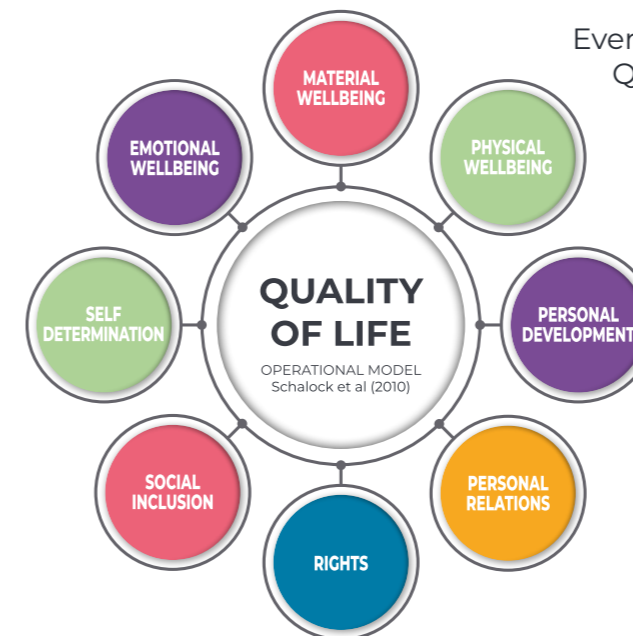 Ever
Q
MATERIAL
WELLBEING
PHYSICAL
WELLBEING
PERSONAL
DEVELOPMENT
PERSONAL
RELATIONS
RIGHTS
SOCIAL
INCLUSION
SELF
DETERMINATION
EMOTIONAL
WELLBEING
QUALITY
OF LIFE
OPERATIONAL MODEL
Schalock et al (2010)